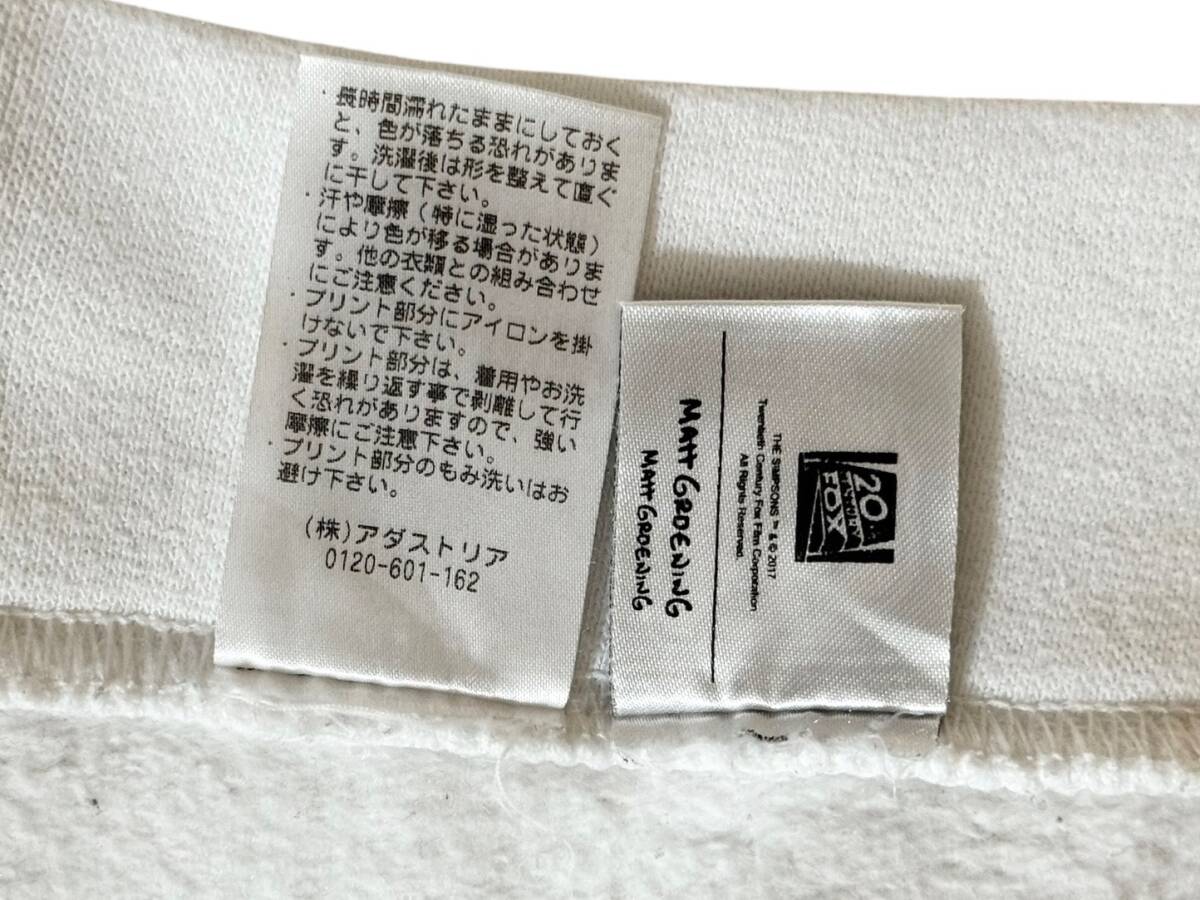 ・長時間濡れたままにしておく
と、色が落ちる恐れがありま
す。洗濯後は形を整えて直ぐ
に干して下さい。
・汗や摩擦(特に湿った状態)
により色が移る場合がありま
す。他の衣類との組み合わせ
にご注意ください。
・プリント部分にアイロンを掛
けないで下さい。
・プリント部分は、着用やお洗
濯を繰り返す事で剥離して行
く恐れがありますので、強い
摩擦にご注意下さい。
・プリント部分のもみ洗いはお
避け下さい。
(株)アダストリア
0120-601-162
20th
CENTURY
FOX
THE SIMPSONS ™ & © 2017
Twentieth Century Fox Film Corporation
All Rights Reserved.
MATT GROENING
MATT GROENING